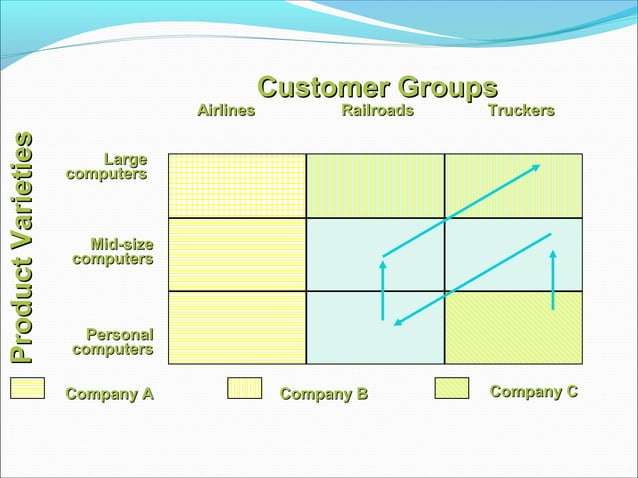 Customer Groups
Airlines Railroads Truckers
Product Varieties
Large
computers
Mid-size
computers
Personal
computers
Company A Company B Company C